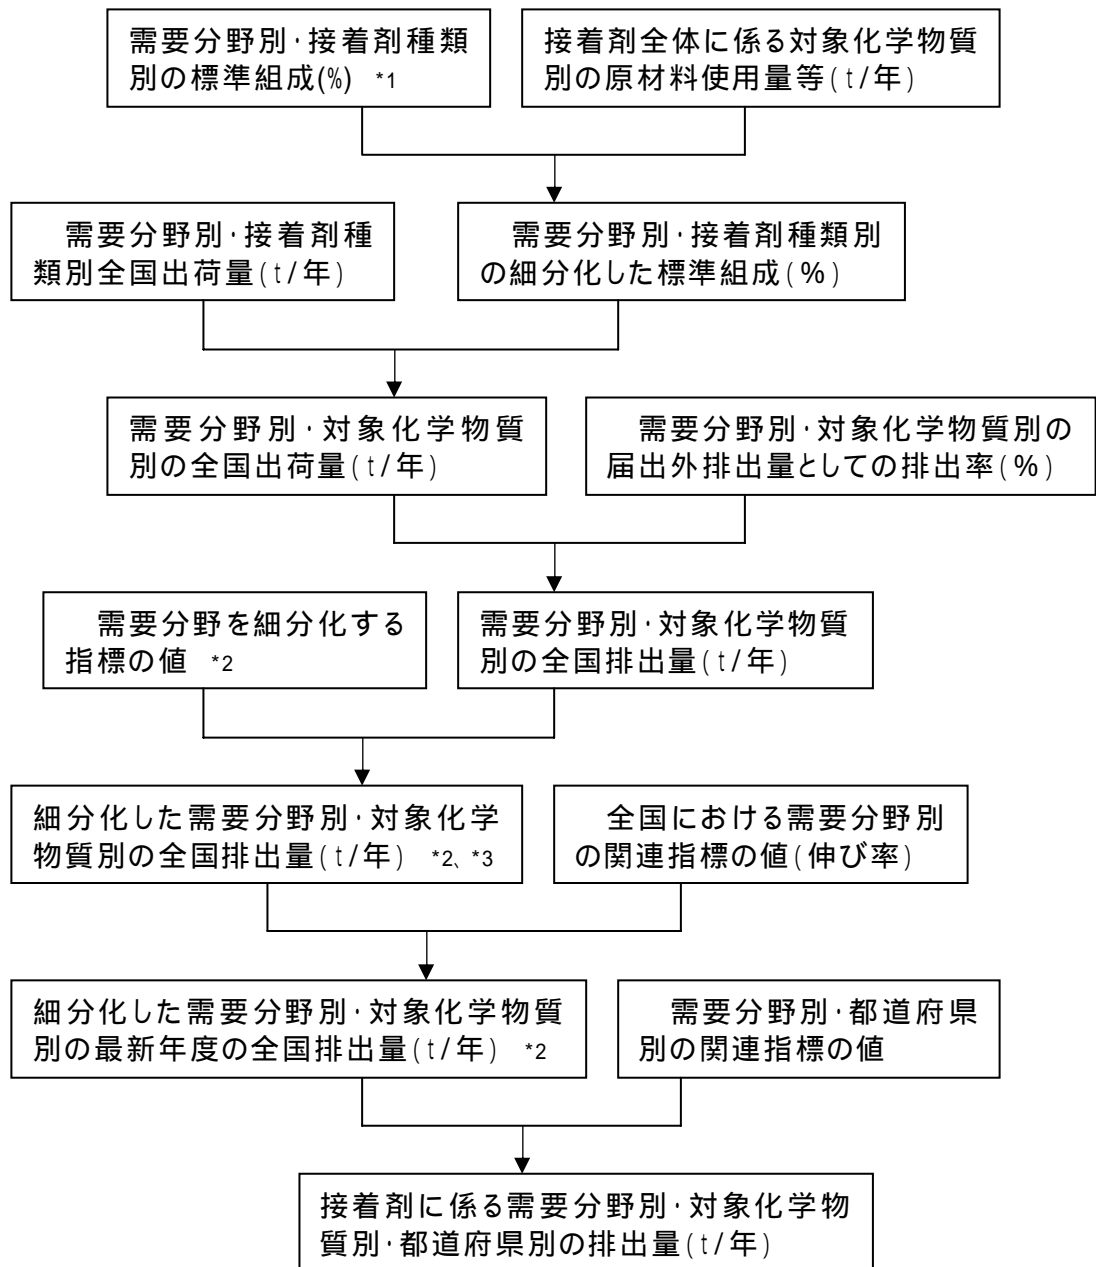 需要分野別・接着剤種類
別の標準組成(%) *1
接着剤全体に係る対象化学物質
別の原材料使用量等(t/年)
需要分野別・接着剤種
類別全国出荷量(t/年)
需要分野別・接着剤種類別
の細分化した標準組成(%)
需要分野別・対象化学物質
別の全国出荷量(t/年)
需要分野別・対象化学物質別の
届出外排出量としての排出率(%)
需要分野を細分化する
指標の値 *2
需要分野別・対象化学物質
別の全国排出量(t/年)
細分化した需要分野別・対象化学
物質別の全国排出量(t/年) *2、*3
全国における需要分野別
の関連指標の値(伸び率)
細分化した需要分野別・対象化学物質
別の最新年度の全国排出量(t/年) *2
需要分野別・都道府県
別の関連指標の値
接着剤に係る需要分野別・対象化学物
質別・都道府県別の排出量(t/年)